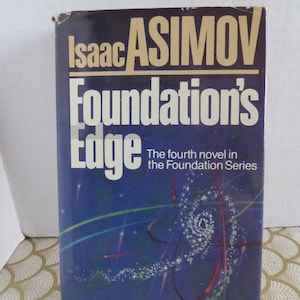 Isaac ASIMOV
Foundation's
Edge
The fourth novel in
the Foundation Series